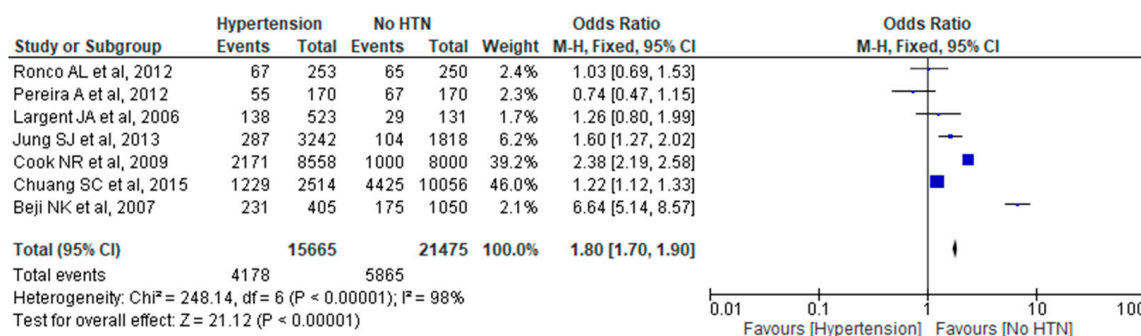 Hypertension No HTN Odds Ratio Odds Ratio
Study or Subgroup Events Total Events Total Weight M-H, Fixed, 95% CI M-H, Fixed, 95% CI
Ronco AL et al, 2012 67 253 65 250 2.4% 1.03 [0.69, 1.53]
Pereira A et al, 2012 55 170 67 170 2.3% 0.74 [0.47, 1.15]
Largent JA et al, 2006 138 523 29 131 1.7% 1.26 [0.80, 1.99]
Jung SJ et al, 2013 287 3242 104 1818 6.2% 1.60 [1.27, 2.02]
Cook NR et al, 2009 2171 8558 1000 8000 39.2% 2.38 [2.19, 2.58]
Chuang SC et al, 2015 1229 2514 4425 10056 46.0% 1.22 [1.12, 1.33]
Beji NK et al, 2007 231 405 175 1050 2.1% 6.64 [5.14, 8.57]
Total (95% CI) 15665 21475 100.0% 1.80 [1.70, 1.90]
Total events 4178 5865
Heterogeneity: Chi² = 248.14, df = 6 (P < 0.00001); I² = 98%
Test for overall effect: Z = 21.12 (P < 0.00001)
0.01 0.1 1 10 100
Favours [Hypertension] Favours [No HTN]